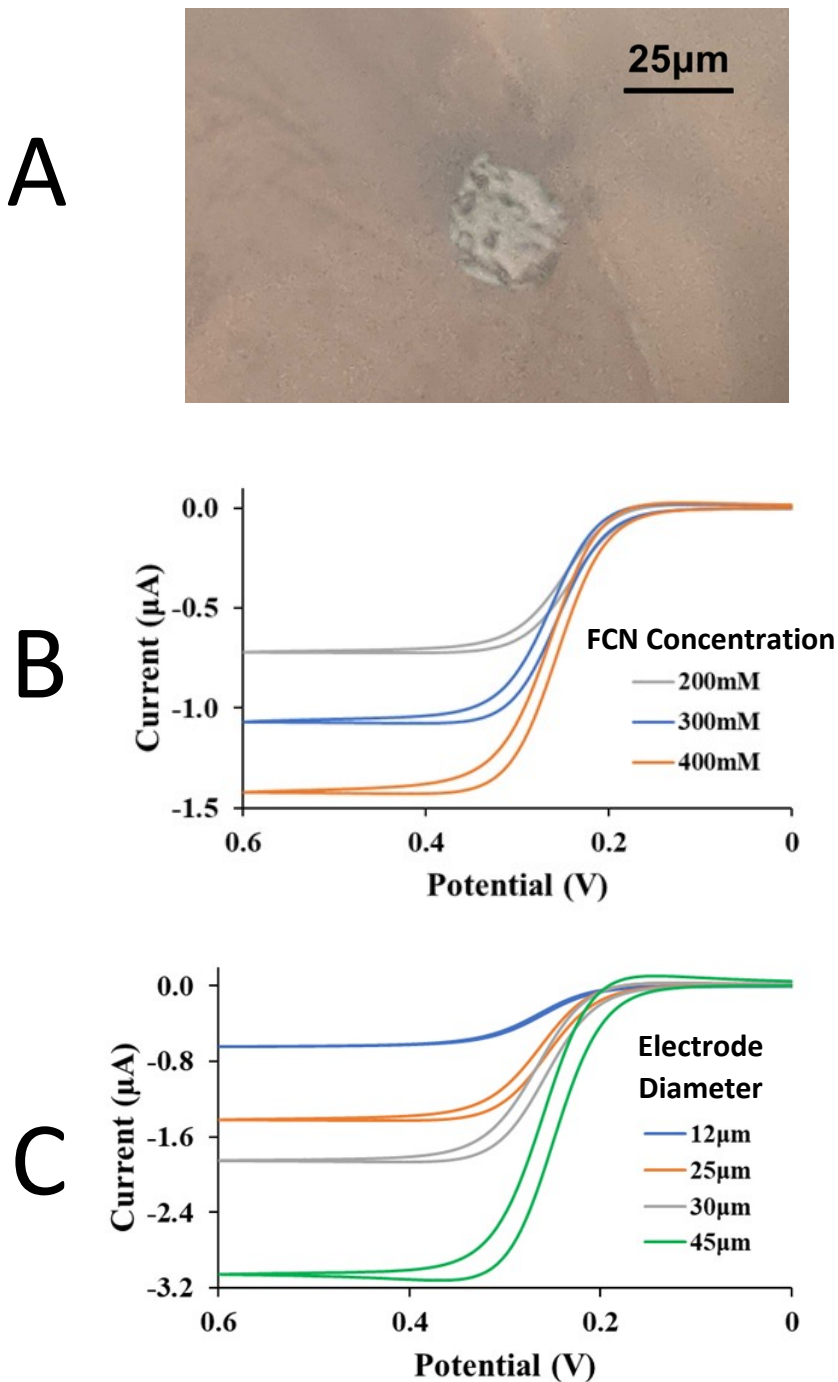 A
25µm
B
Current (µA)
0.0
-0.5
-1.0
-1.5
FCN Concentration
200mM
300mM
400mM
0.6 0.4 0.2 0
Potential (V)
C
Current (µA)
0.0
-0.8
-1.6
-2.4
-3.2
Electrode
Diameter
12µm
25µm
30µm
45µm
0.6 0.4 0.2 0
Potential (V)